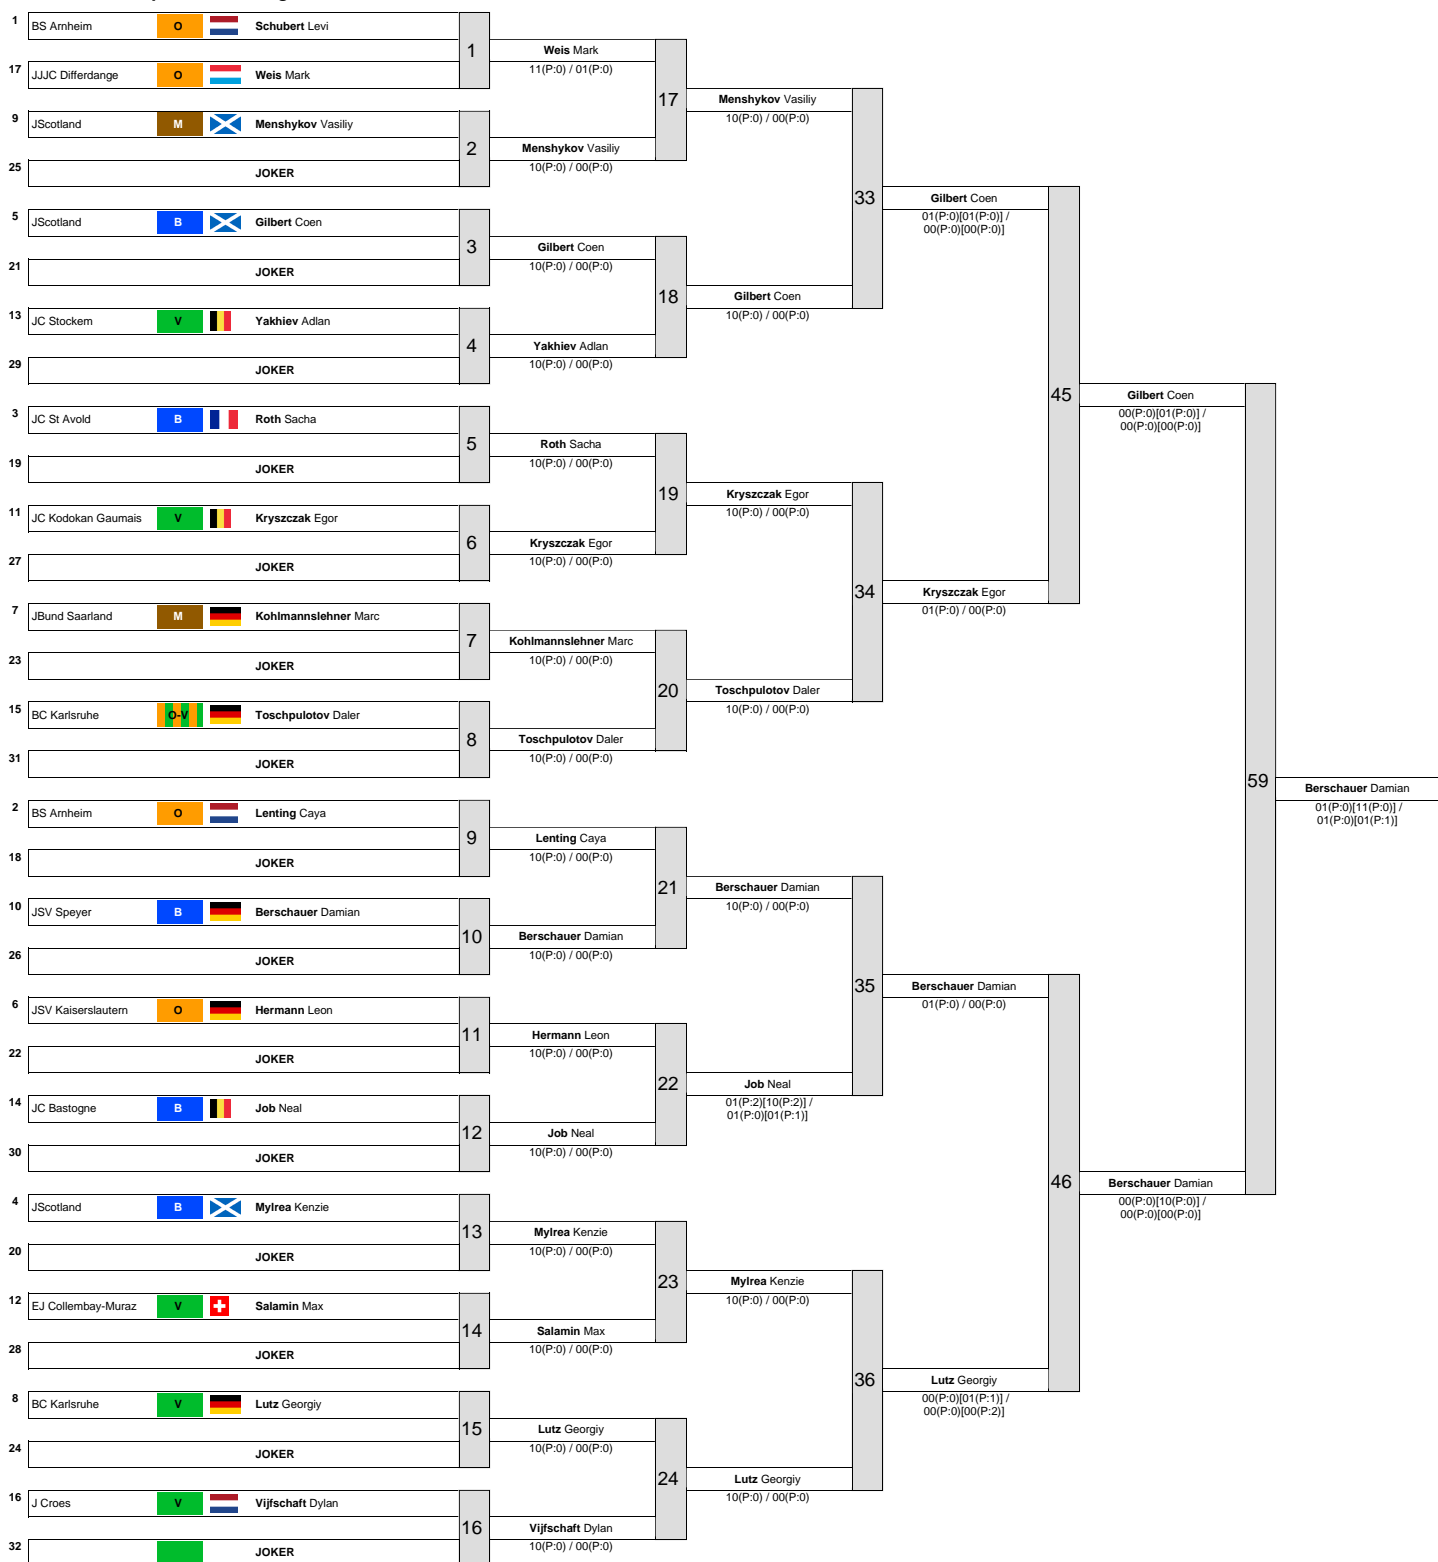 1 BS Arnheim O Schubert Levi
1
17 JJJC Differdange O Weis Mark
Weis Mark
11(P:0) / 01(P:0)
17
9 JScotland M Menshykov Vasiliy
2
25 JOKER
Menshykov Vasiliy
10(P:0) / 00(P:0)
Menshykov Vasiliy
10(P:0) / 00(P:0)
33
5 JScotland B Gilbert Coen
3
21 JOKER
Gilbert Coen
10(P:0) / 00(P:0)
18
13 JC Stockem V Yakhiev Adlan
4
29 JOKER
Yakhiev Adlan
10(P:0) / 00(P:0)
Gilbert Coen
10(P:0) / 00(P:0)
Gilbert Coen
01(P:0)[01(P:0)] /
00(P:0)[00(P:0)]
45
3 JC St Avold B Roth Sacha
5
19 JOKER
Roth Sacha
10(P:0) / 00(P:0)
19
11 JC Kodokan Gaumais V Kryszczak Egor
6
27 JOKER
Kryszczak Egor
10(P:0) / 00(P:0)
Kryszczak Egor
10(P:0) / 00(P:0)
34
7 JBund Saarland M Kohlmannslehner Marc
7
23 JOKER
Kohlmannslehner Marc
10(P:0) / 00(P:0)
20
15 BC Karlsruhe O-V Toschpulotov Daler
8
31 JOKER
Toschpulotov Daler
10(P:0) / 00(P:0)
Toschpulotov Daler
10(P:0) / 00(P:0)
Kryszczak Egor
01(P:0) / 00(P:0)
Gilbert Coen
00(P:0)[01(P:0)] /
00(P:0)[00(P:0)]
59
Berschauer Damian
01(P:0)[11(P:0)] /
01(P:0)[01(P:1)]
2 BS Arnheim O Lenting Caya
9
18 JOKER
Lenting Caya
10(P:0) / 00(P:0)
21
10 JSV Speyer B Berschauer Damian
10
26 JOKER
Berschauer Damian
10(P:0) / 00(P:0)
Berschauer Damian
10(P:0) / 00(P:0)
35
6 JSV Kaiserslautern O Hermann Leon
11
22 JOKER
Hermann Leon
10(P:0) / 00(P:0)
22
14 JC Bastogne B Job Neal
12
30 JOKER
Job Neal
10(P:0) / 00(P:0)
Job Neal
01(P:2)[10(P:2)] /
01(P:0)[01(P:1)]
Berschauer Damian
01(P:0) / 00(P:0)
46
4 JScotland B Mylrea Kenzie
13
20 JOKER
Mylrea Kenzie
10(P:0) / 00(P:0)
23
12 EJ Collembay-Muraz V Salamin Max
14
28 JOKER
Salamin Max
10(P:0) / 00(P:0)
Mylrea Kenzie
10(P:0) / 00(P:0)
36
8 BC Karlsruhe V Lutz Georgiy
15
24 JOKER
Lutz Georgiy
10(P:0) / 00(P:0)
24
16 J Croes V Vijfschaft Dylan
16
32 JOKER
Vijfschaft Dylan
10(P:0) / 00(P:0)
Lutz Georgiy
10(P:0) / 00(P:0)
Lutz Georgiy
00(P:0)[01(P:1)] /
00(P:0)[00(P:2)]
Berschauer Damian
00(P:0)[10(P:0)] /
00(P:0)[00(P:0)]